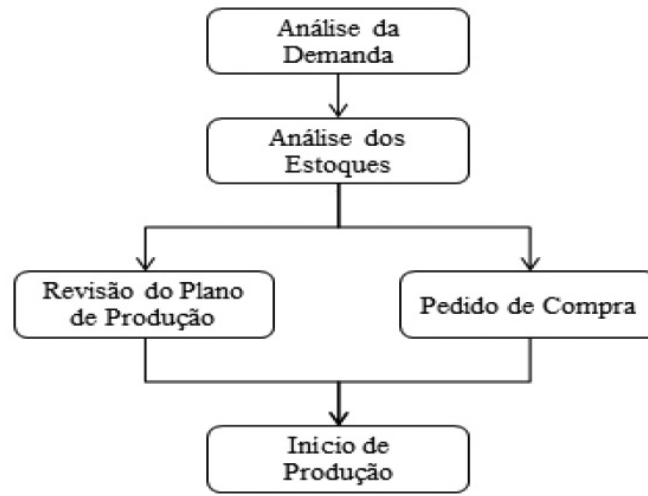 Análise da
Demanda
Análise dos
Estoques
Revisão do Plano
de Produção
Pedido de Compra
Início de
Produção